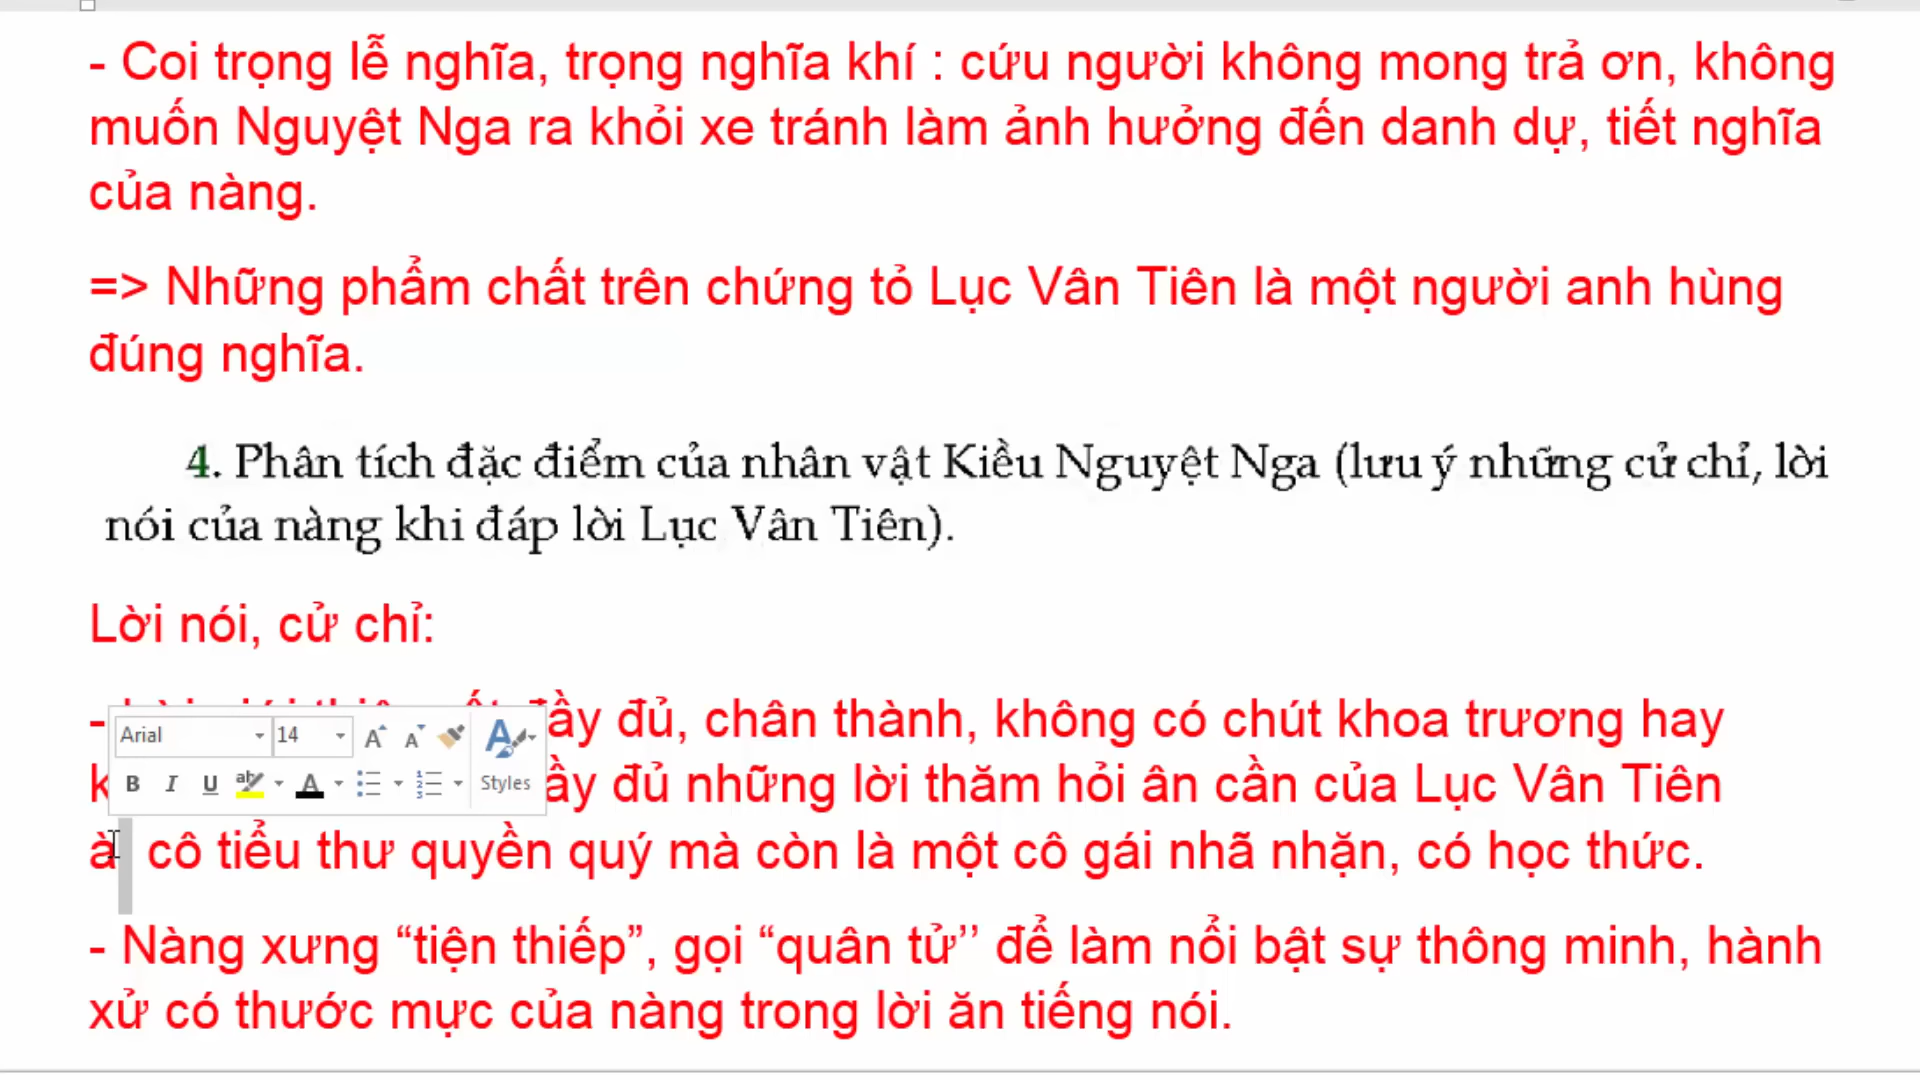 - Coi trọng lễ nghĩa, trọng nghĩa khí : cứu người không mong trả ơn, không
muốn Nguyệt Nga ra khỏi xe tránh làm ảnh hưởng đến danh dự, tiết nghĩa
của nàng.
=> Những phẩm chất trên chứng tỏ Lục Vân Tiên là một người anh hùng
đúng nghĩa.
4. Phân tích đặc điểm của nhân vật Kiều Nguyệt Nga (lưu ý những cử chỉ, lời
nói của nàng khi đáp lời Lục Vân Tiên).
Lời nói, cử chỉ:
- đầy đủ, chân thành, không có chút khoa trương hay
Arial 14
B I U Styles
đủ những lời thăm hỏi ân cần của Lục Vân Tiên
à cô tiểu thư quyền quý mà còn là một cô gái nhã nhặn, có học thức.
- Nàng xưng “tiện thiếp”, gọi “quân tử’’ để làm nổi bật sự thông minh, hành
xử có thước mực của nàng trong lời ăn tiếng nói.